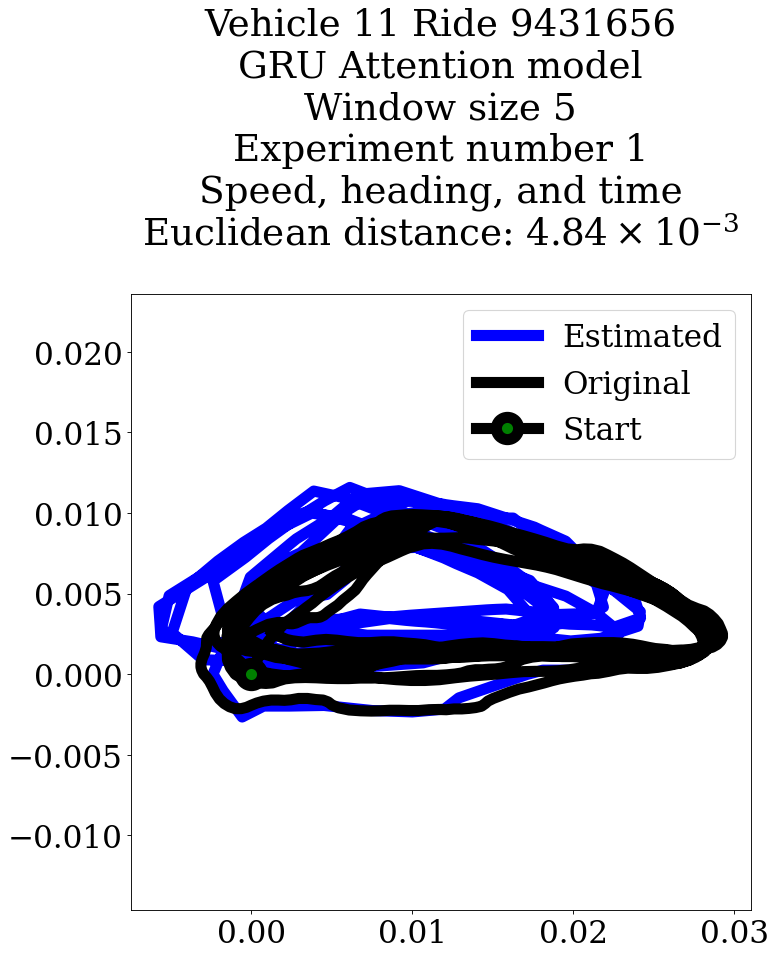 Vehicle 11 Ride 9431656
GRU Attention model
Window size 5
Experiment number 1
Speed, heading, and time
Euclidean distance: 4.84 × 10⁻³
Estimated
Original
Start
0.020
0.015
0.010
0.005
0.000
−0.005
−0.010
0.00 0.01 0.02 0.03